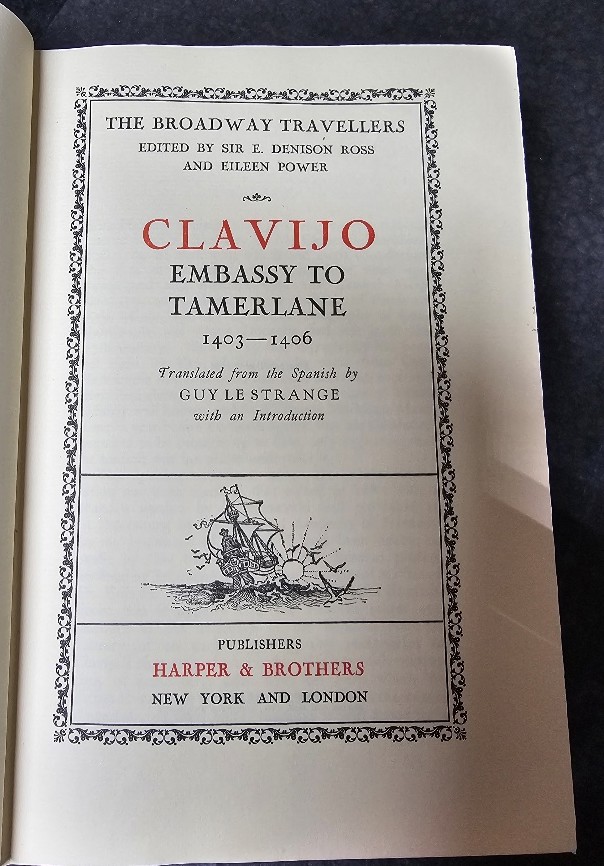 THE BROADWAY TRAVELLERS
EDITED BY SIR E. DENISON ROSS
AND EILEEN POWER
CLAVIJO
EMBASSY TO
TAMERLANE
1403—1406
Translated from the Spanish by
GUY LE STRANGE
with an Introduction
PUBLISHERS
HARPER & BROTHERS
NEW YORK AND LONDON